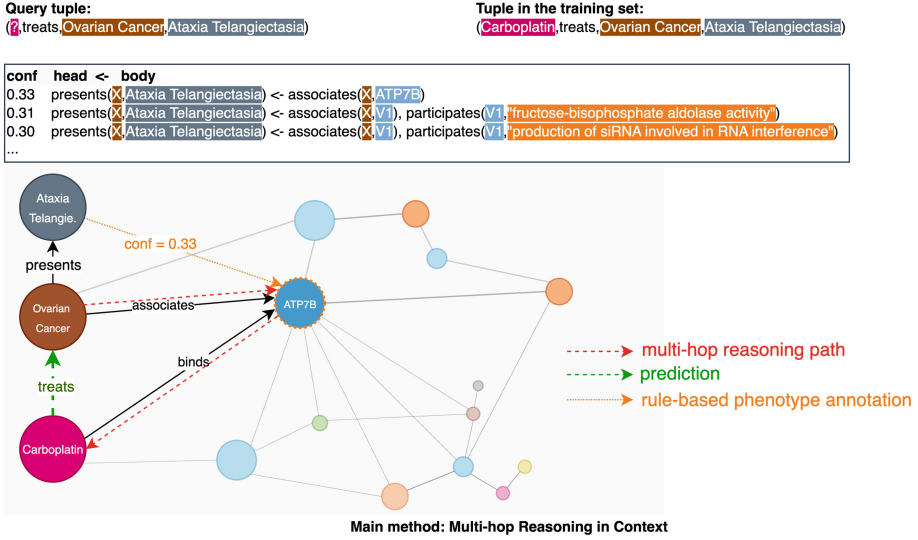 Query tuple:
(?,treats,Ovarian Cancer,Ataxia Telangiectasia)
Tuple in the training set:
(Carboplatin,treats,Ovarian Cancer,Ataxia Telangiectasia)
conf head <- body
0.33 presents(X,Ataxia Telangiectasia) <- associates(X,ATP7B)
0.31 presents(X,Ataxia Telangiectasia) <- associates(X,V1), participates(V1,"fructose-bisophosphate aldolase activity")
0.30 presents(X,Ataxia Telangiectasia) <- associates(X,V1), participates(V1,"production of siRNA involved in RNA interference")
...
Ataxia
Telangie.
conf = 0.33
presents
Ovarian
Cancer
associates
ATP7B
binds
treats
Carboplatin
multi-hop reasoning path
prediction
rule-based phenotype annotation
Main method: Multi-hop Reasoning in Context